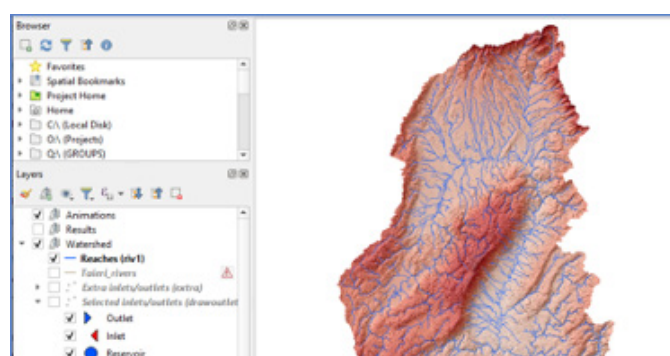 Browser
Favorites
Spatial Bookmarks
Project Home
Home
C:\ (Local Disk)
O:\ (Projects)
Q:\ (GROUPS)
Layers
Animations
Results
Watershed
Reaches (riv1)
Taieri_rivers
Extra inlets/outlets (extra)
Selected inlets/outlets (drawoutlet
Outlet
Inlet
Reservoir